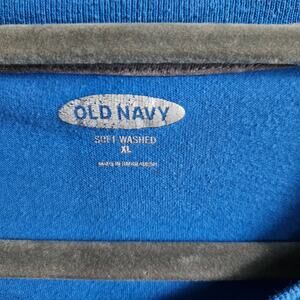 OLD NAVY
SOFT WASHED
XL